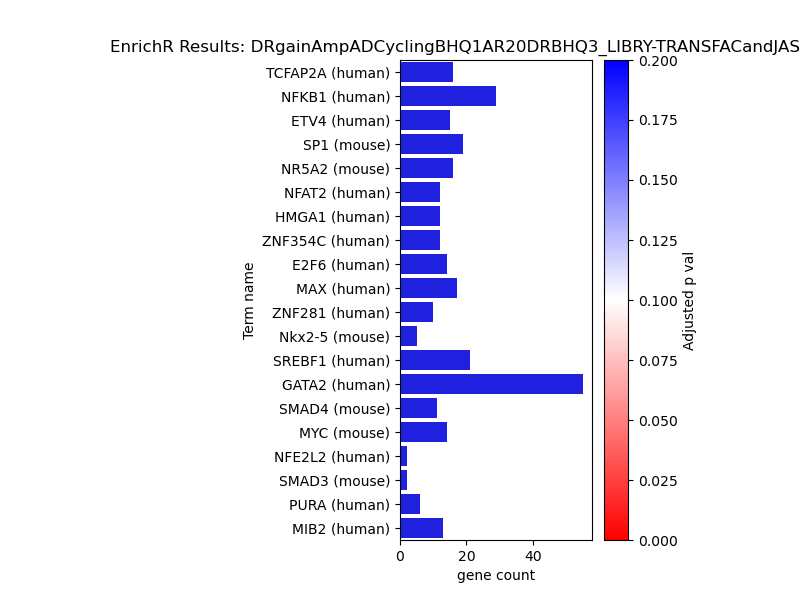 EnrichR Results: DRgainAmpADCyclingBHQ1AR20DRBHQ3_LIBRY-TRANSFACandJAS
TCFAP2A (human)
NFKB1 (human)
ETV4 (human)
SP1 (mouse)
NR5A2 (mouse)
NFAT2 (human)
HMGA1 (human)
ZNF354C (human)
E2F6 (human)
MAX (human)
ZNF281 (human)
Nkx2-5 (mouse)
SREBF1 (human)
GATA2 (human)
SMAD4 (mouse)
MYC (mouse)
NFE2L2 (human)
SMAD3 (mouse)
PURA (human)
MIB2 (human)
Term name
0 20 40
gene count
0.200
0.175
0.150
0.125
0.100
0.075
0.050
0.025
0.000
Adjusted p val